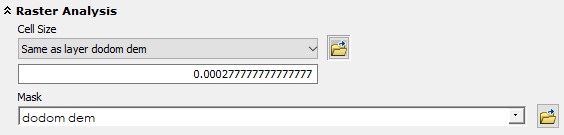 Raster Analysis
Cell Size
Same as layer dodom dem
0.000277777777777777
Mask
dodom dem